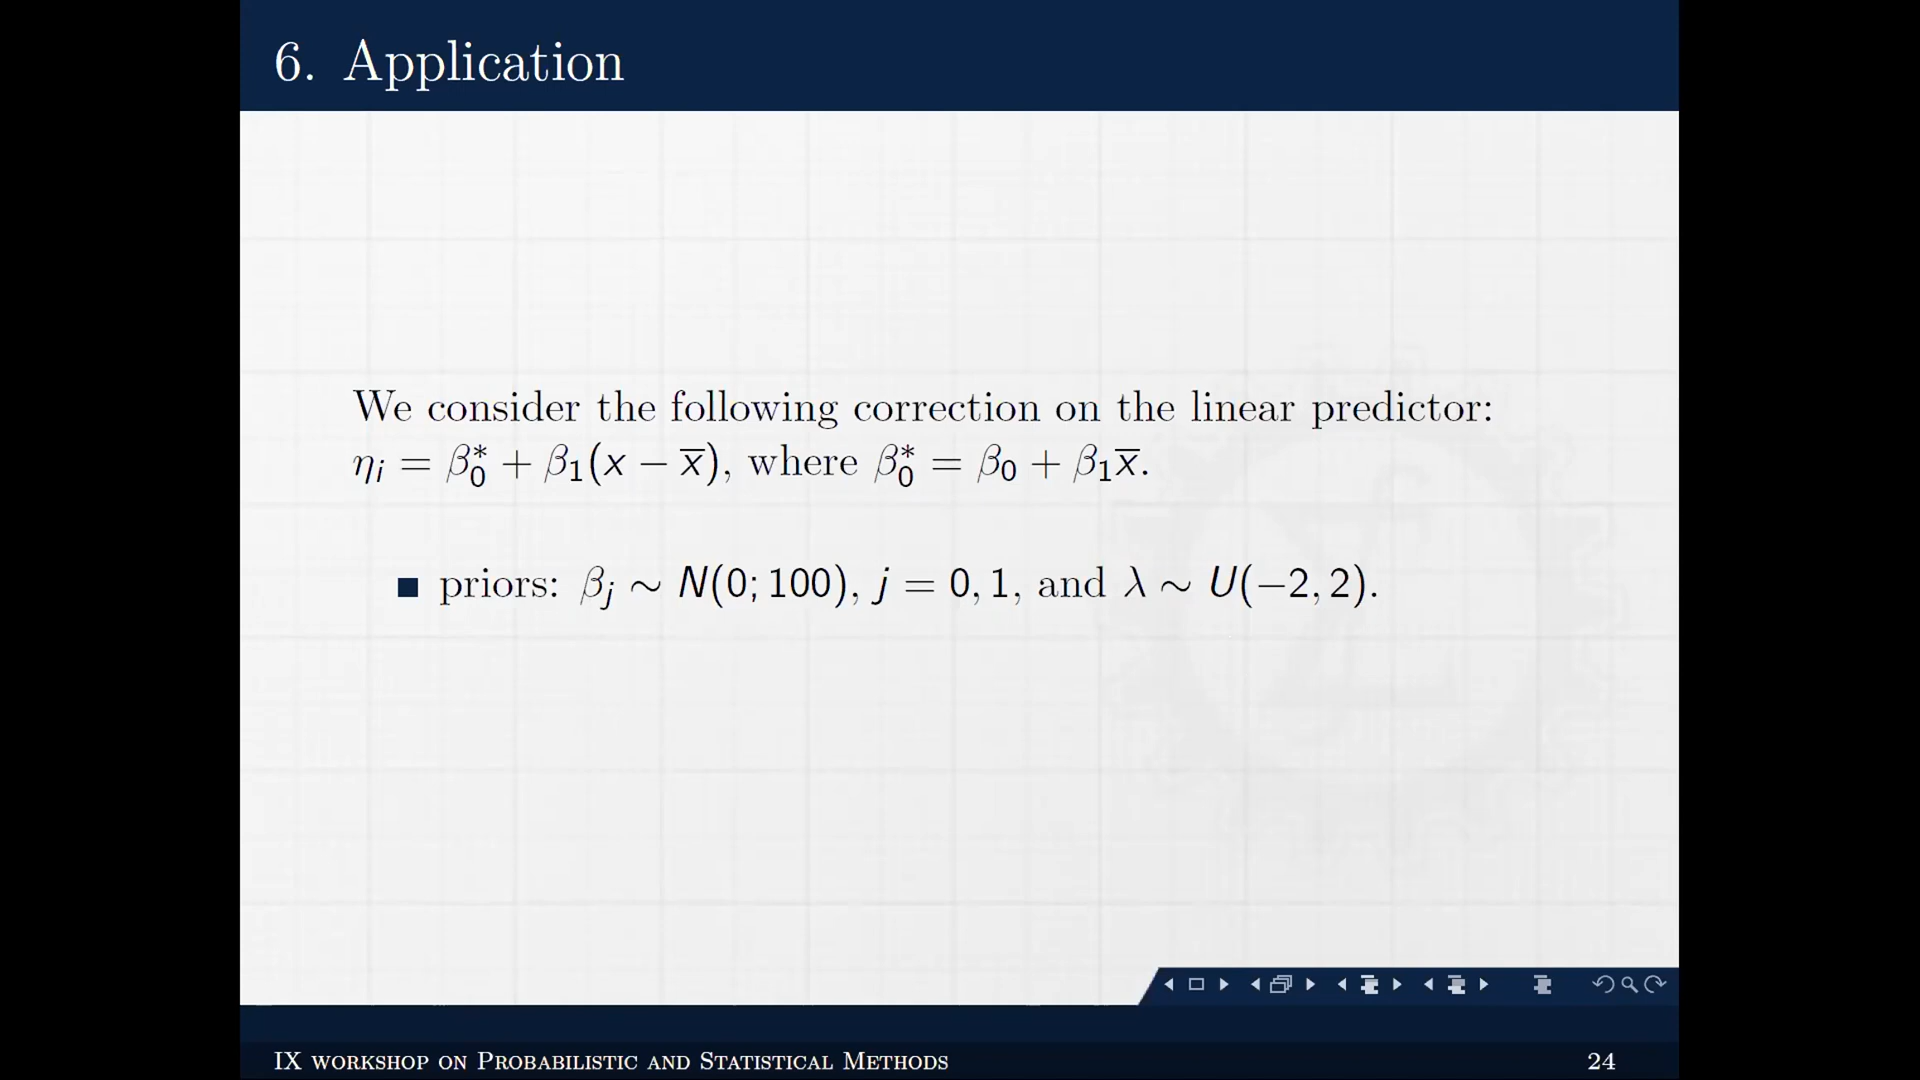 6. Application
We consider the following correction on the linear predictor:
ηᵢ = β₀* + β₁(x − x̄), where β₀* = β₀ + β₁x̄.
■ priors: βⱼ ∼ N(0; 100), j = 0, 1, and λ ∼ U(−2, 2).
IX WORKSHOP ON PROBABILISTIC AND STATISTICAL METHODS
24